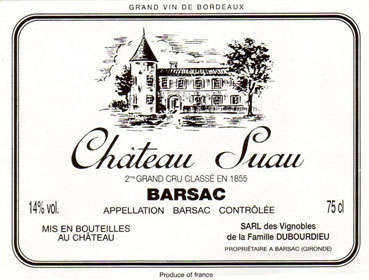 GRAND VIN DE BORDEAUX
Château Suau
2me GRAND CRU CLASSÉ EN 1855
BARSAC
14% vol.
APPELLATION BARSAC CONTRÔLÉE
75 cl
MIS EN BOUTEILLES
AU CHÂTEAU
SARL des Vignobles
de la Famille DUBOURDIEU
PROPRIÉTAIRE A BARSAC (GIRONDE)
Produce of france